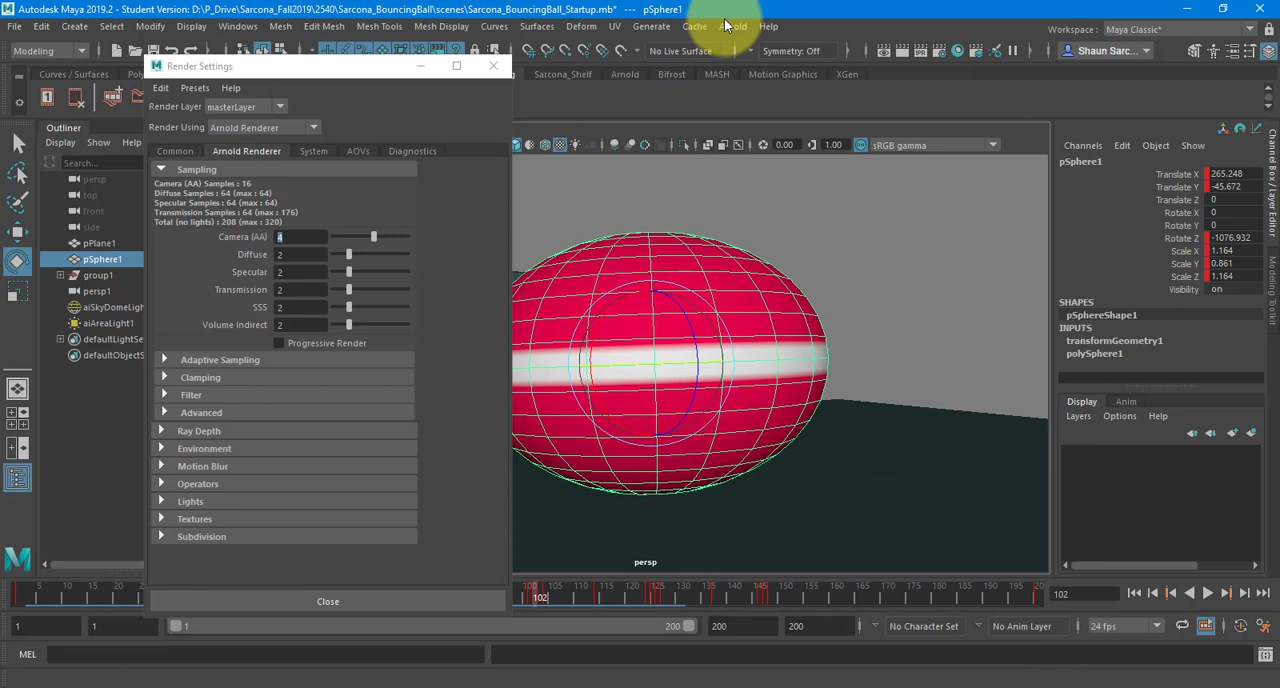 Autodesk Maya 2019.2 - Student Version: D:\P_Drive\Sarcona_Fall2019\2540\Sarcona_BouncingBall\scenes\Sarcona_BouncingBall_Startup.mb* --- pSphere1
File Edit Create Select Modify Display Windows Mesh Edit Mesh Mesh Tools Mesh Display Curves Surfaces Deform UV Generate Cache Arnold Help
Workspace: Maya Classic*
Modeling
No Live Surface
Symmetry: Off
Shaun Sarc...
Curves / Surfaces
Sarcona_Shelf Arnold Bifrost MASH Motion Graphics XGen
Render Settings
Edit Presets Help
Render Layer masterLayer
Render Using Arnold Renderer
Common Arnold Renderer System AOVs Diagnostics
Sampling
Camera (AA) Samples : 16
Diffuse Samples : 64 (max : 64)
Specular Samples : 64 (max : 64)
Transmission Samples : 64 (max : 176)
Total (no lights) : 208 (max : 320)
Camera (AA) 4
Diffuse 2
Specular 2
Transmission 2
SSS 2
Volume Indirect 2
Progressive Render
Adaptive Sampling
Clamping
Filter
Advanced
Ray Depth
Environment
Motion Blur
Operators
Lights
Textures
Subdivision
Close
Outliner
Display Show Help
Search...
persp
top
front
side
pPlane1
pSphere1
group1
persp1
aiSkyDomeLigh
aiAreaLight1
defaultLightSe
defaultObjectS
0.00
1.00
sRGB gamma
persp
Channels Edit Object Show
pSphere1
Translate X 265.248
Translate Y -45.672
Translate Z 0
Rotate X 0
Rotate Y 0
Rotate Z -1076.932
Scale X 1.164
Scale Y 0.861
Scale Z 1.164
Visibility on
SHAPES
pSphereShape1
INPUTS
transformGeometry1
polySphere1
Display Anim
Layers Options Help
Channel Box / Layer Editor
Modeling Toolkit
5 10 15 20
100 105 110 115 120 125 130 135 140 145 150 155 160 165 170 175 180 185 190 195
102
102
1
1
1
200
200
200
No Character Set
No Anim Layer
24 fps
MEL